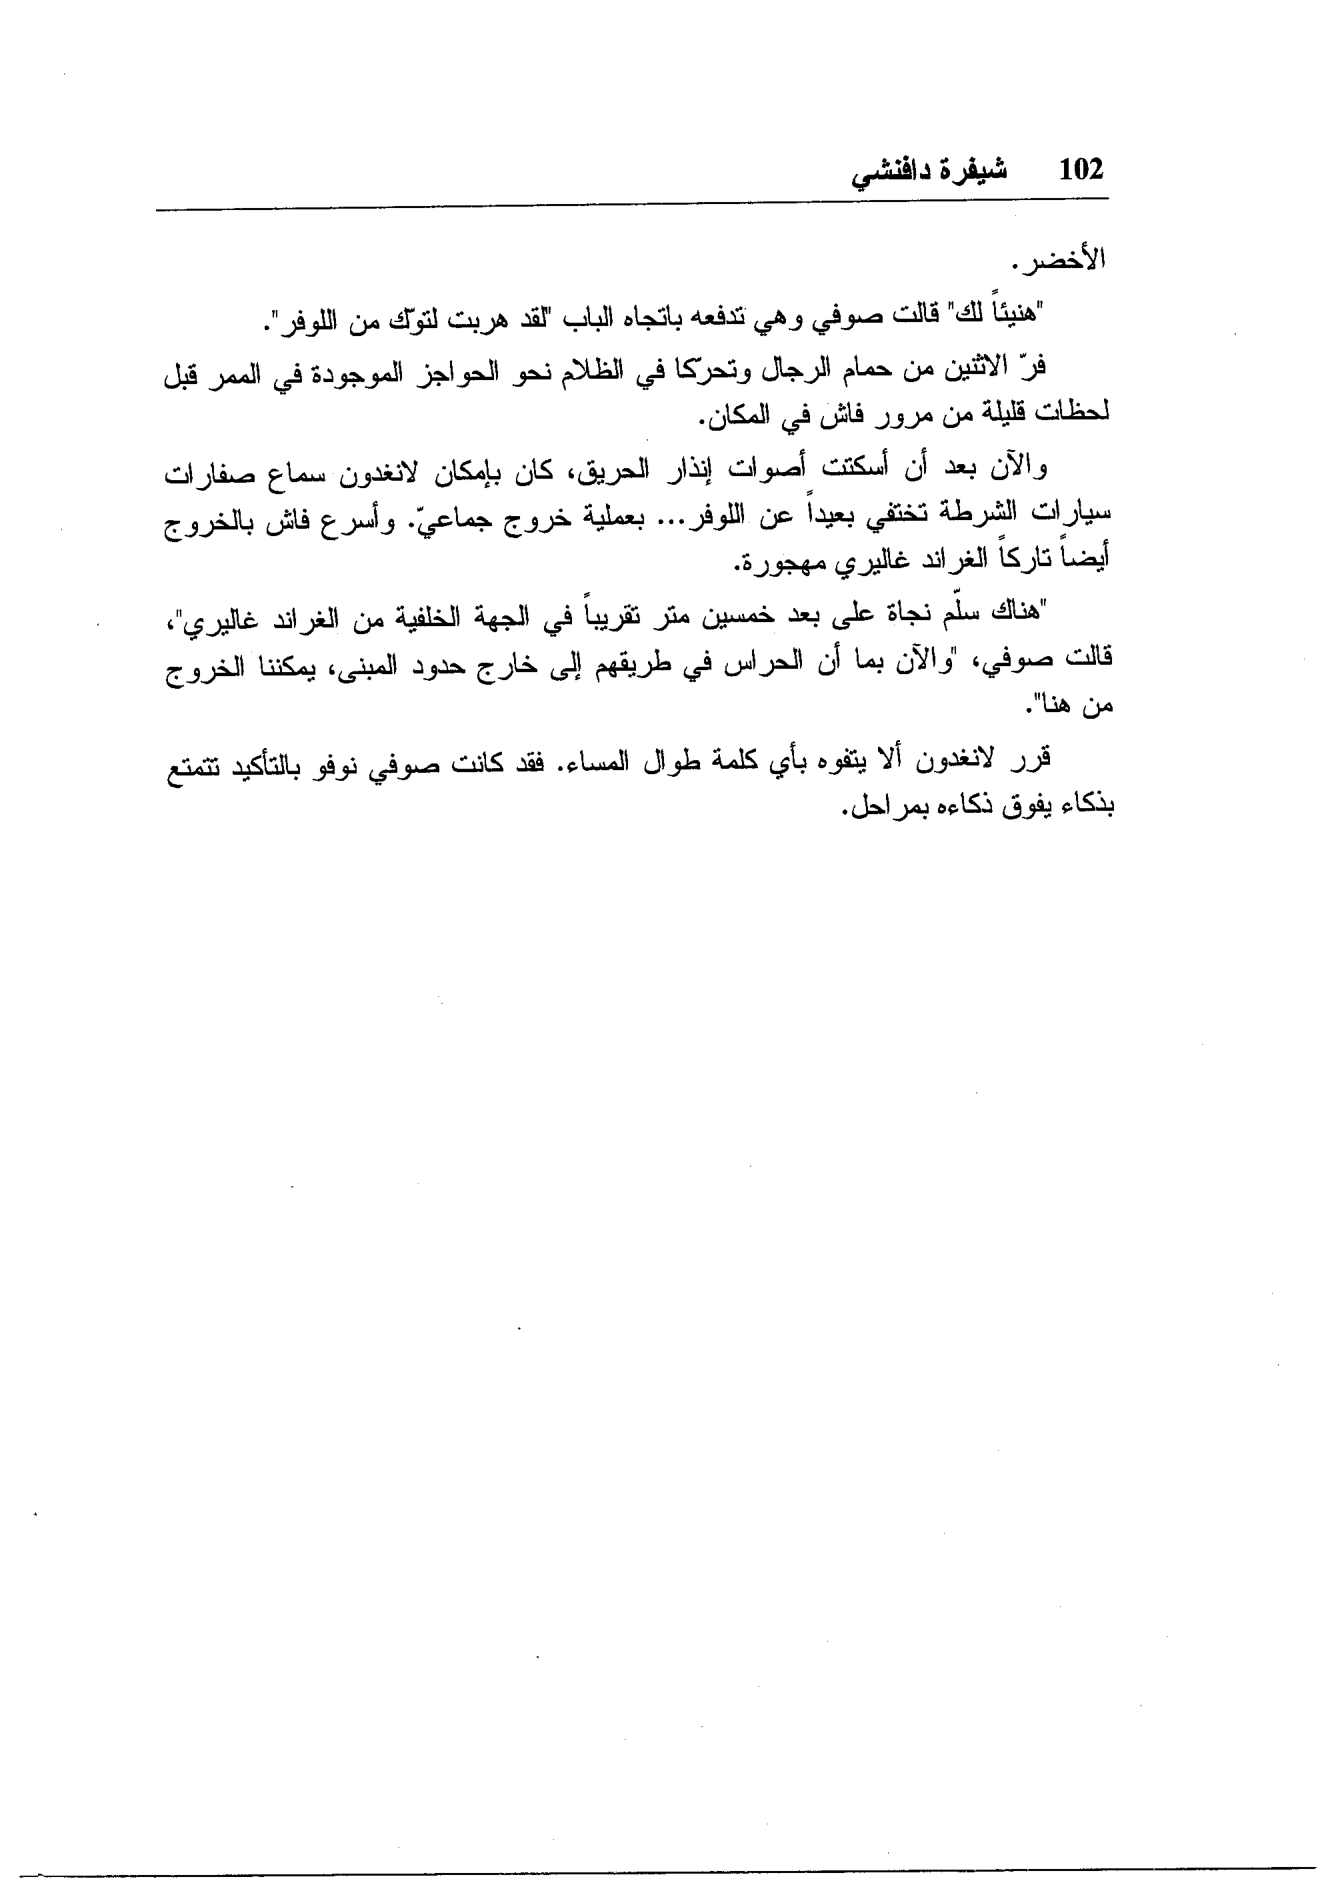 102 شيفرة دافنشي
الأخضر.
"هنيئاً لك" قالت صوفي وهي تدفعه باتجاه الباب "لقد هربت لتوّك من اللوفر".
فرّ الاثنين من حمام الرجال وتحرّكا في الظلام نحو الحواجز الموجودة في الممر قبل
لحظات قليلة من مرور فاش في المكان.
والآن بعد أن أسكتت أصوات إنذار الحريق، كان بإمكان لانغدون سماع صفارات
سيارات الشرطة تختفي بعيداً عن اللوفر... بعملية خروج جماعيّ. وأسرع فاش بالخروج
أيضاً تاركاً الغراند غاليري مهجورة.
"هناك سلّم نجاة على بعد خمسين متر تقريباً في الجهة الخلفية من الغراند غاليري"،
قالت صوفي، "والآن بما أن الحراس في طريقهم إلى خارج حدود المبنى، يمكننا الخروج
من هنا".
قرر لانغدون ألا يتفوه بأي كلمة طوال المساء. فقد كانت صوفي نوفو بالتأكيد تتمتع
بذكاء يفوق ذكاءه بمراحل.